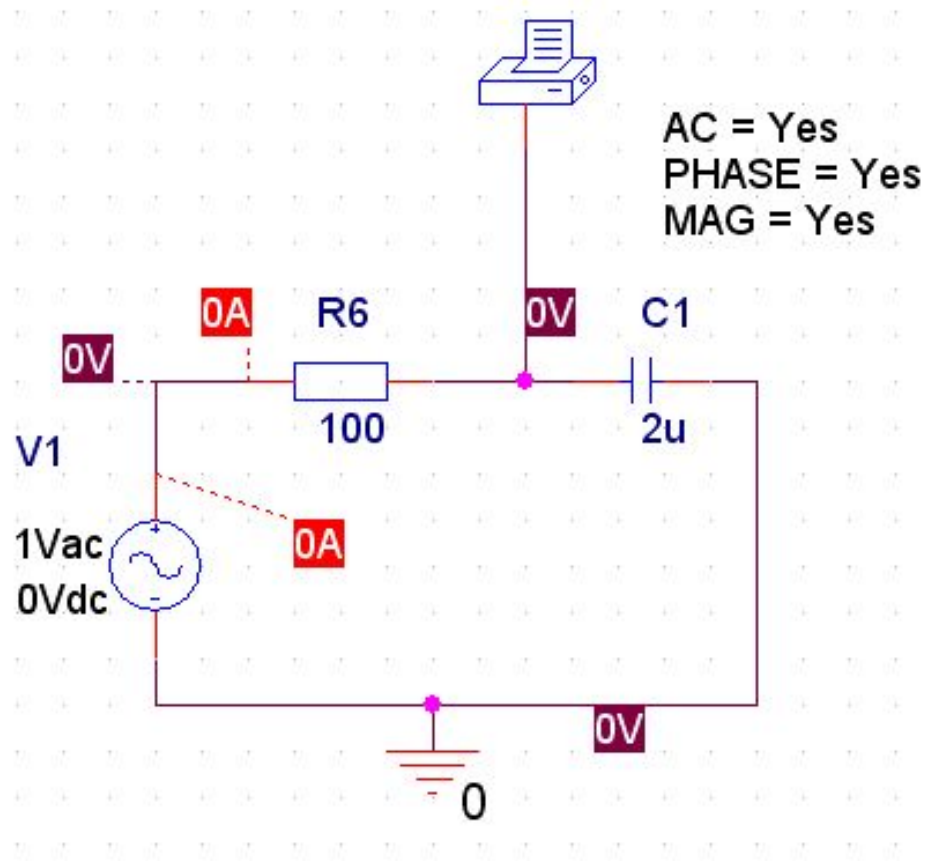 AC = Yes
PHASE = Yes
MAG = Yes
0A
R6
0V
C1
0V
100
2u
V1
1Vac
0A
0Vdc
0V
0